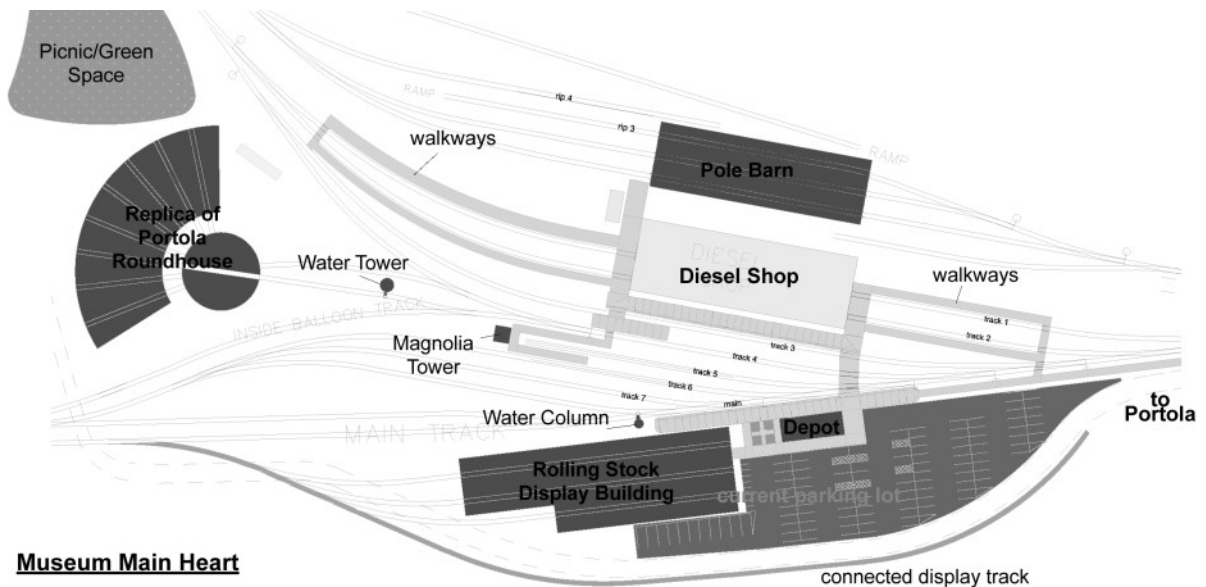 Picnic/Green
Space
RAMP
rip 4
rip 3
walkways
Pole Barn
RAMP
Replica of
Portola
Roundhouse
Water Tower
DIESEL
Diesel Shop
walkways
track 1
track 2
INSIDE BALLOON TRACK
Magnolia
Tower
track 3
track 4
track 5
track 6
track 7
main
to
Portola
Water Column
MAIN TRACK
Depot
Rolling Stock
Display Building
current parking lot
Museum Main Heart
connected display track